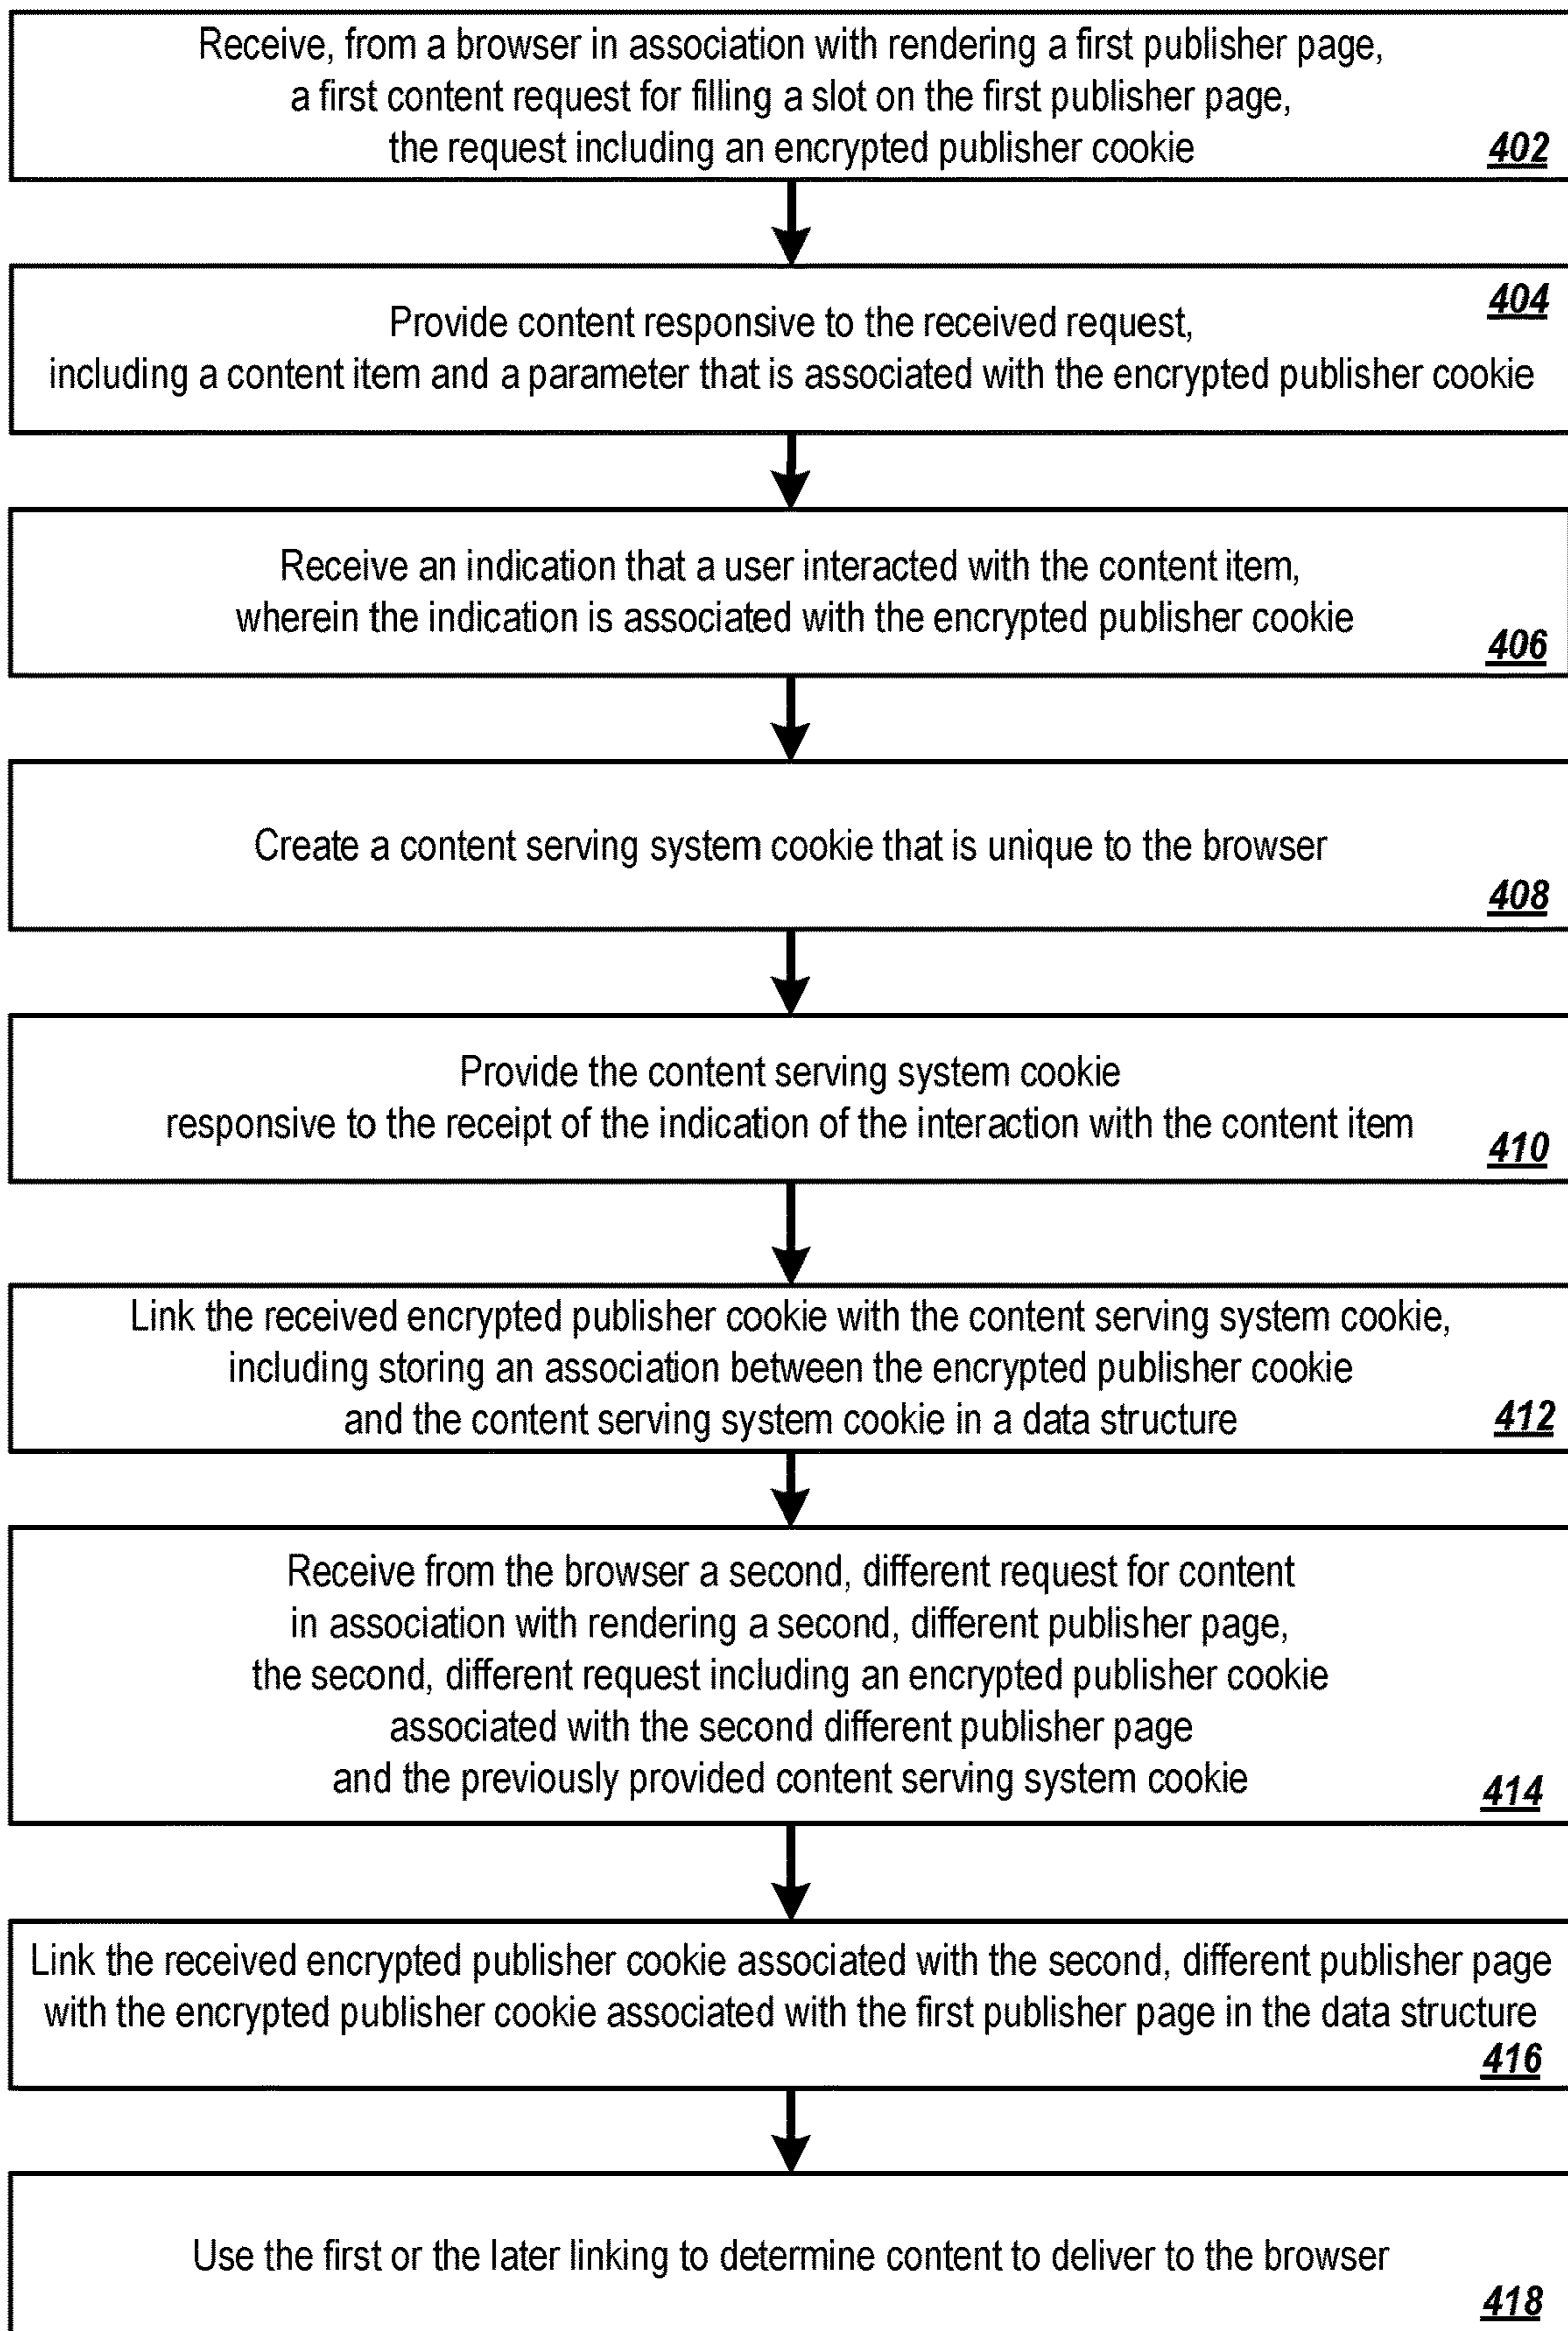 Receive, from a browser in association with rendering a first publisher page,
a first content request for filling a slot on the first publisher page,
the request including an encrypted publisher cookie
402
404
Provide content responsive to the received request,
including a content item and a parameter that is associated with the encrypted publisher cookie
Receive an indication that a user interacted with the content item,
wherein the indication is associated with the encrypted publisher cookie
406
Create a content serving system cookie that is unique to the browser
408
Provide the content serving system cookie
responsive to the receipt of the indication of the interaction with the content item
410
Link the received encrypted publisher cookie with the content serving system cookie,
including storing an association between the encrypted publisher cookie
and the content serving system cookie in a data structure
412
Receive from the browser a second, different request for content
in association with rendering a second, different publisher page,
the second, different request including an encrypted publisher cookie
associated with the second different publisher page
and the previously provided content serving system cookie
414
Link the received encrypted publisher cookie associated with the second, different publisher page
with the encrypted publisher cookie associated with the first publisher page in the data structure
416
Use the first or the later linking to determine content to deliver to the browser
418